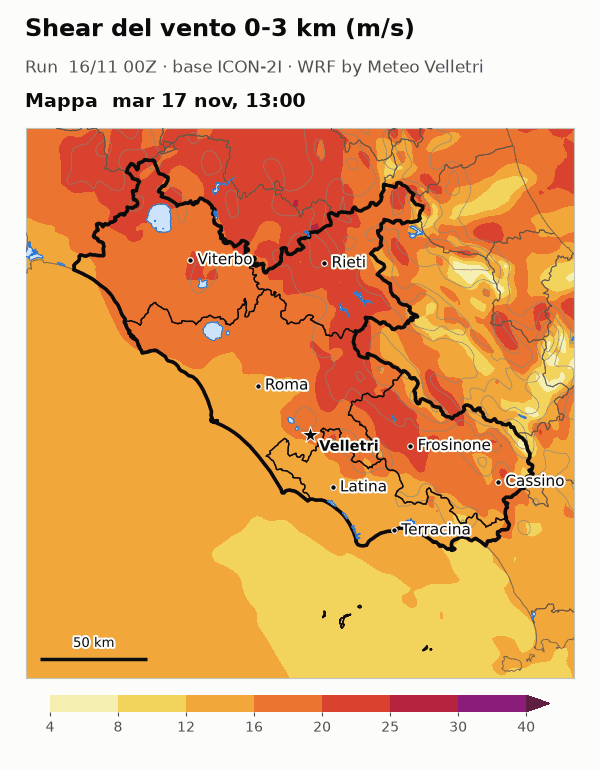 Shear del vento 0-3 km (m/s)
Run  16/11 00Z · base ICON-2I · WRF by Meteo Velletri
Mappa  mar 17 nov, 13:00
Viterbo
Rieti
Roma
Velletri
Frosinone
Latina
Cassino
Terracina
50 km
4 8 12 16 20 25 30 40